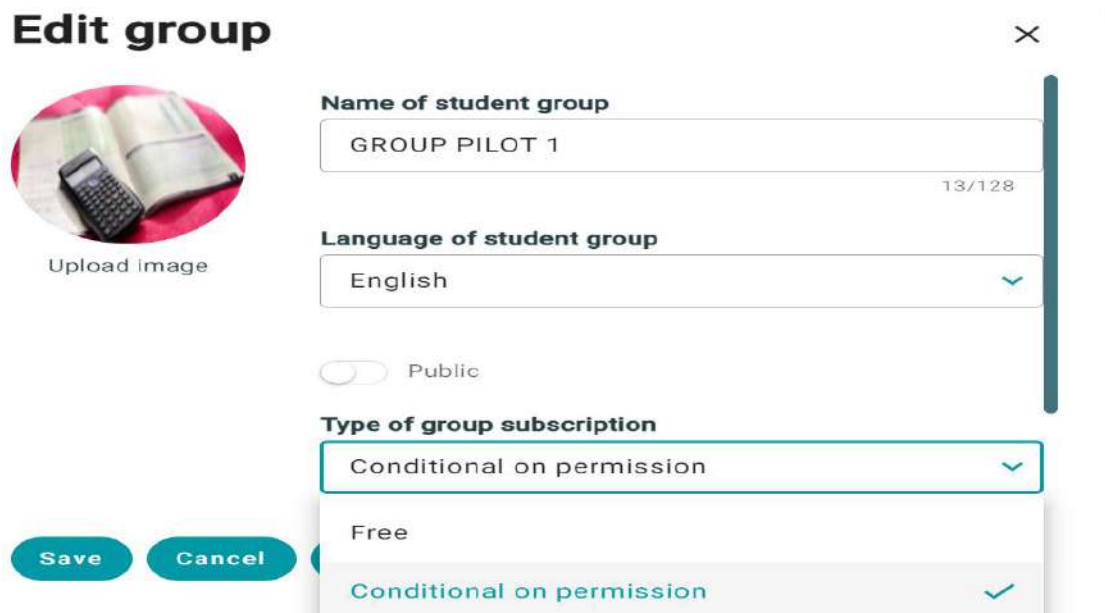 Edit group
Name of student group
GROUP PILOT 1
13/128
Upload image
Language of student group
English
Public
Type of group subscription
Conditional on permission
Free
Conditional on permission
Save
Cancel